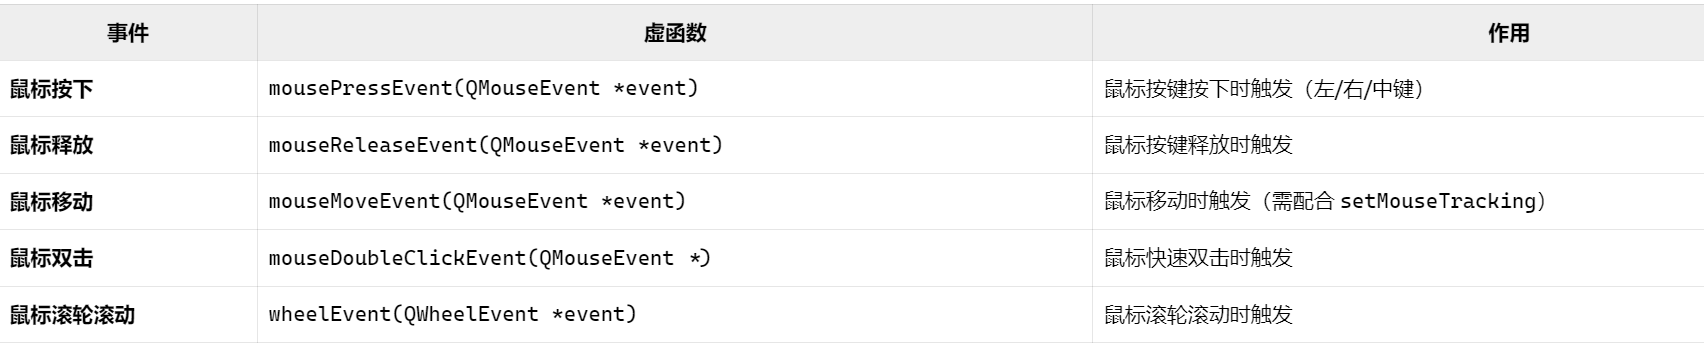 事件 虚函数 作用
鼠标按下 mousePressEvent(QMouseEvent *event) 鼠标按键按下时触发（左/右/中键）
鼠标释放 mouseReleaseEvent(QMouseEvent *event) 鼠标按键释放时触发
鼠标移动 mouseMoveEvent(QMouseEvent *event) 鼠标移动时触发（需配合 setMouseTracking）
鼠标双击 mouseDoubleClickEvent(QMouseEvent *) 鼠标快速双击时触发
鼠标滚轮滚动 wheelEvent(QWheelEvent *event) 鼠标滚轮滚动时触发